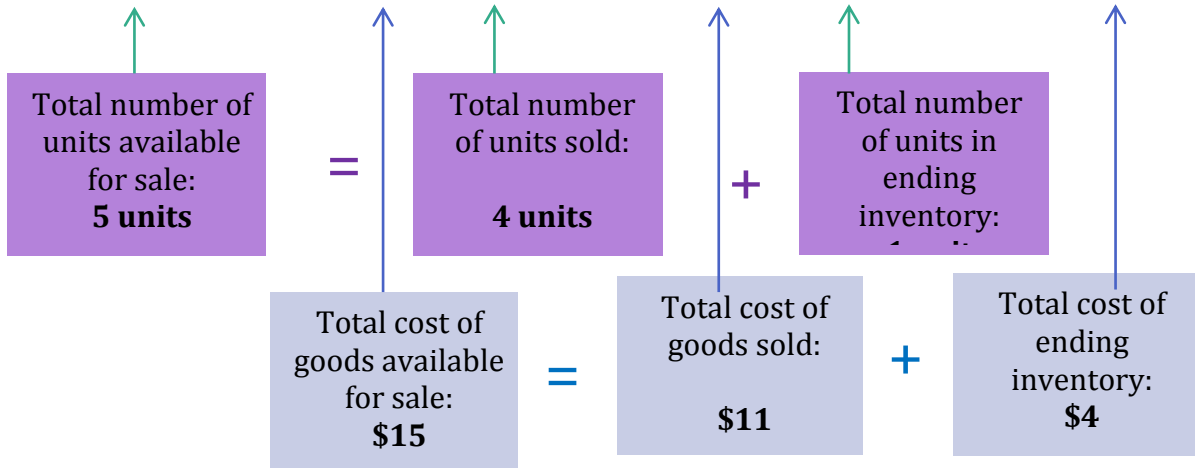 Total number of
units available
for sale:
5 units
=
Total number
of units sold:
4 units
+
Total number
of units in
ending
inventory:
Total cost of
goods available
for sale:
$15
=
Total cost of
goods sold:
$11
+
Total cost of
ending
inventory:
$4